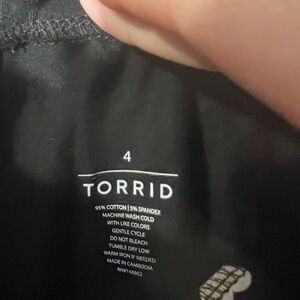 4
TORRID
95% COTTON | 5% SPANDEX
MACHINE WASH COLD
WITH LIKE COLORS
GENTLE CYCLE
DO NOT BLEACH
TUMBLE DRY LOW
WARM IRON IF NEEDED
MADE IN CAMBODIA